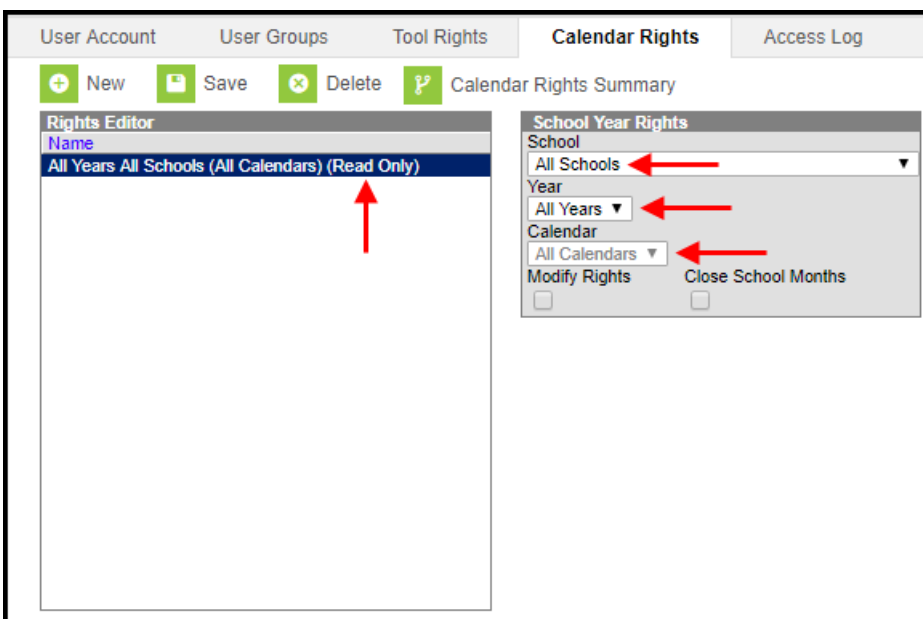 User Account User Groups Tool Rights Calendar Rights Access Log
New Save Delete Calendar Rights Summary
Rights Editor
Name
All Years All Schools (All Calendars) (Read Only)
School Year Rights
School
All Schools
Year
All Years
Calendar
All Calendars
Modify Rights Close School Months